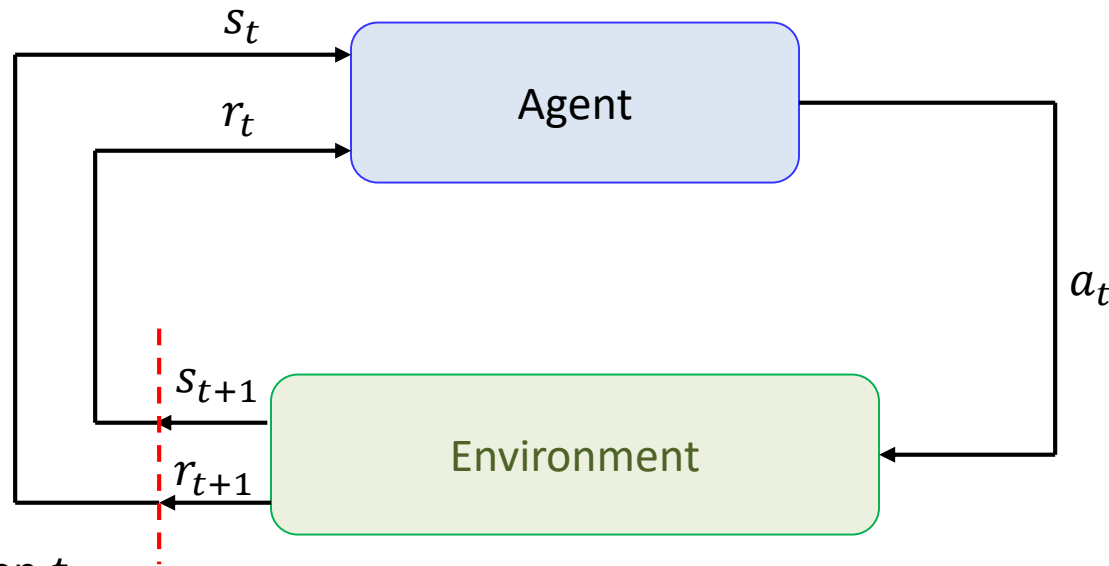 s_t
Agent
r_t
a_t
s_{t+1}
Environment
r_{t+1}